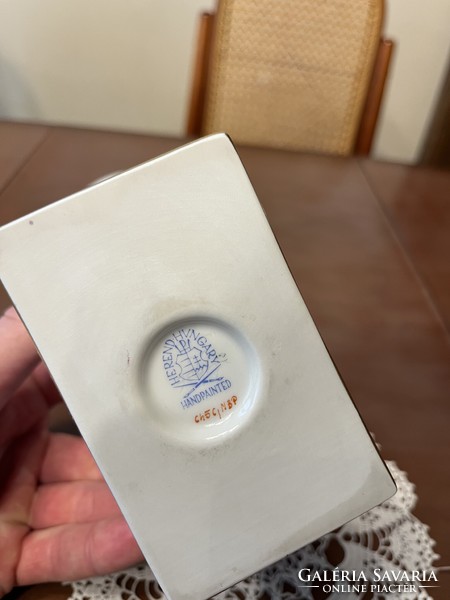 HEREND HUNGARY
HANDPAINTED
GALÉRIA SAVARIA
ONLINE PIACTÉR